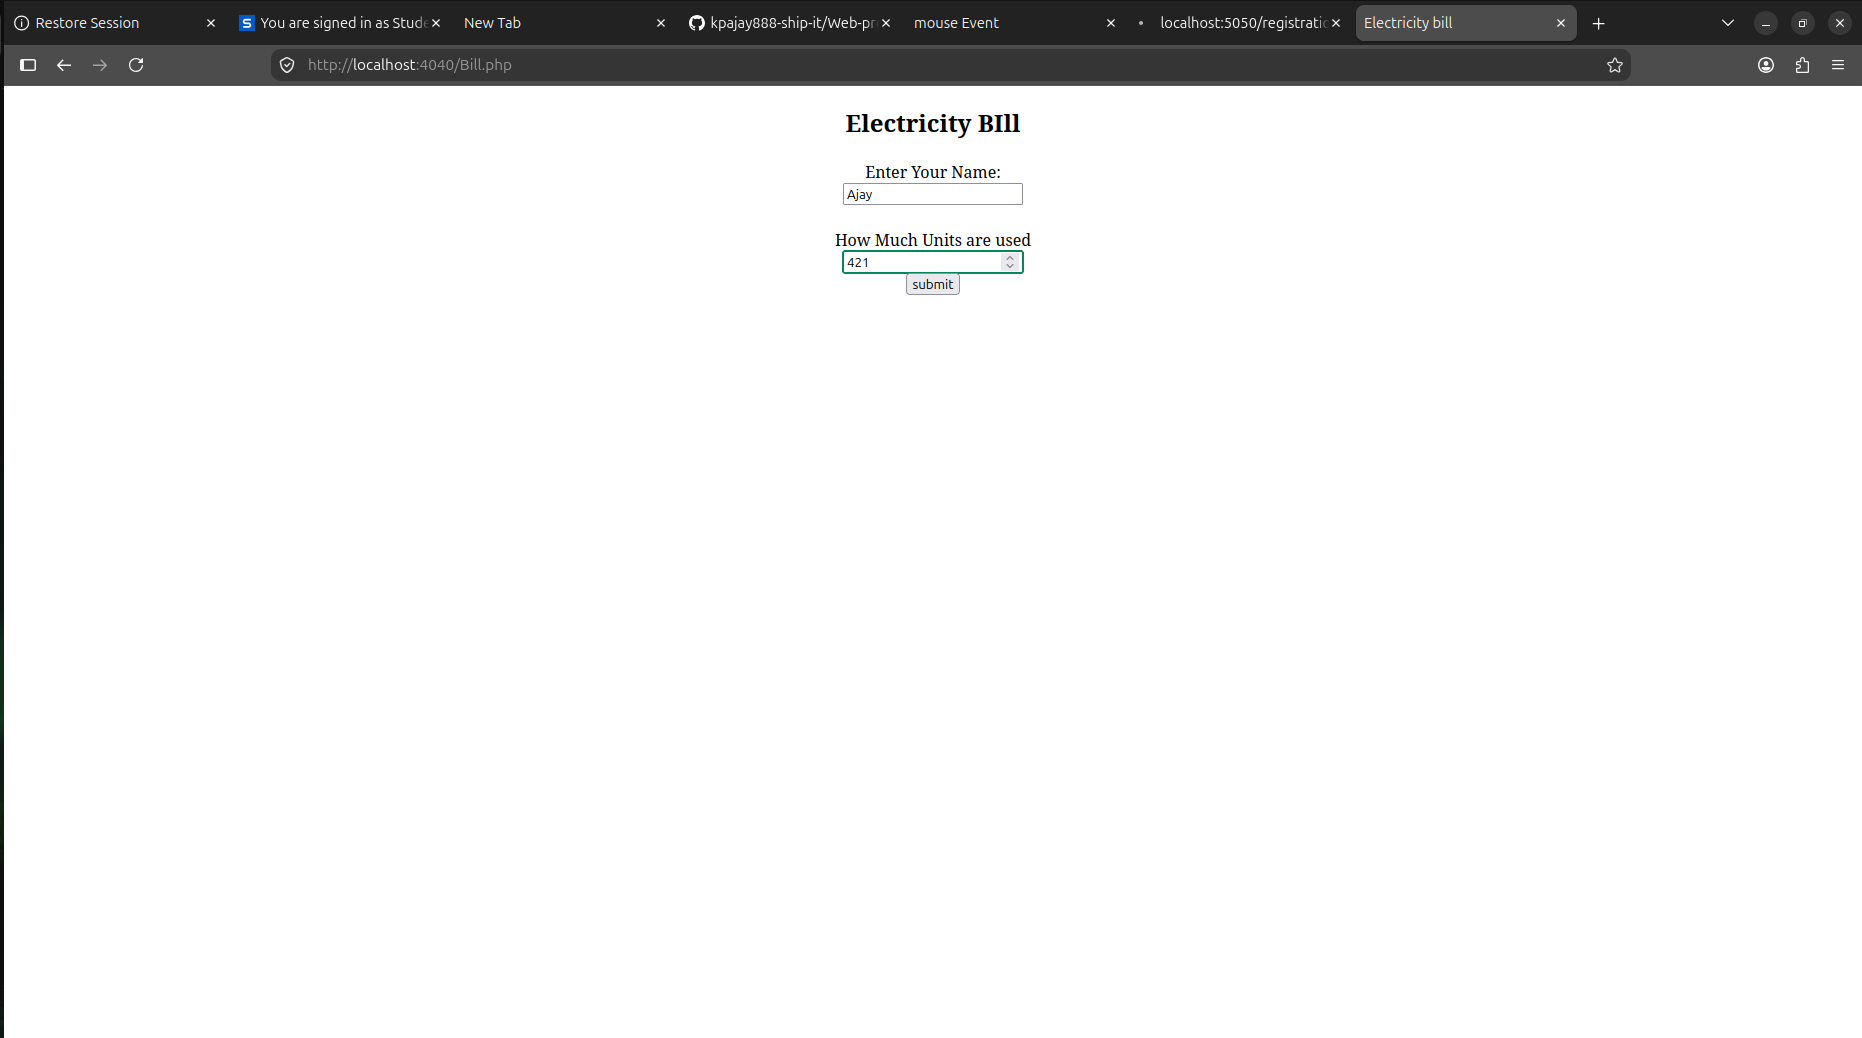 Restore Session
S You are signed in as Stude
New Tab
kpajay888-ship-it/Web-pr
mouse Event
localhost:5050/registratic
Electricity bill
http://localhost:4040/Bill.php
Electricity BIll
Enter Your Name:
Ajay
How Much Units are used
421
submit